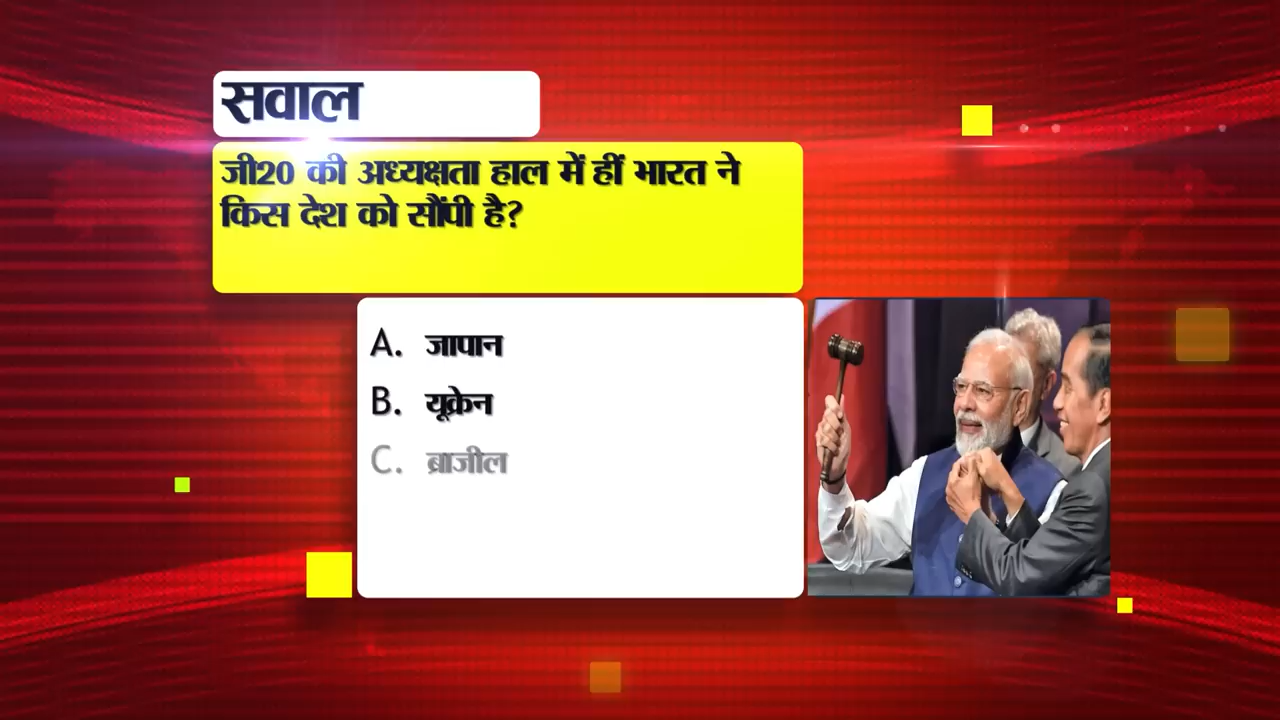 सवाल
जी20 की अध्यक्षता हाल में हीं भारत ने
किस देश को सौंपी है?
A. जापान
B. यूक्रेन
C. ब्राजील